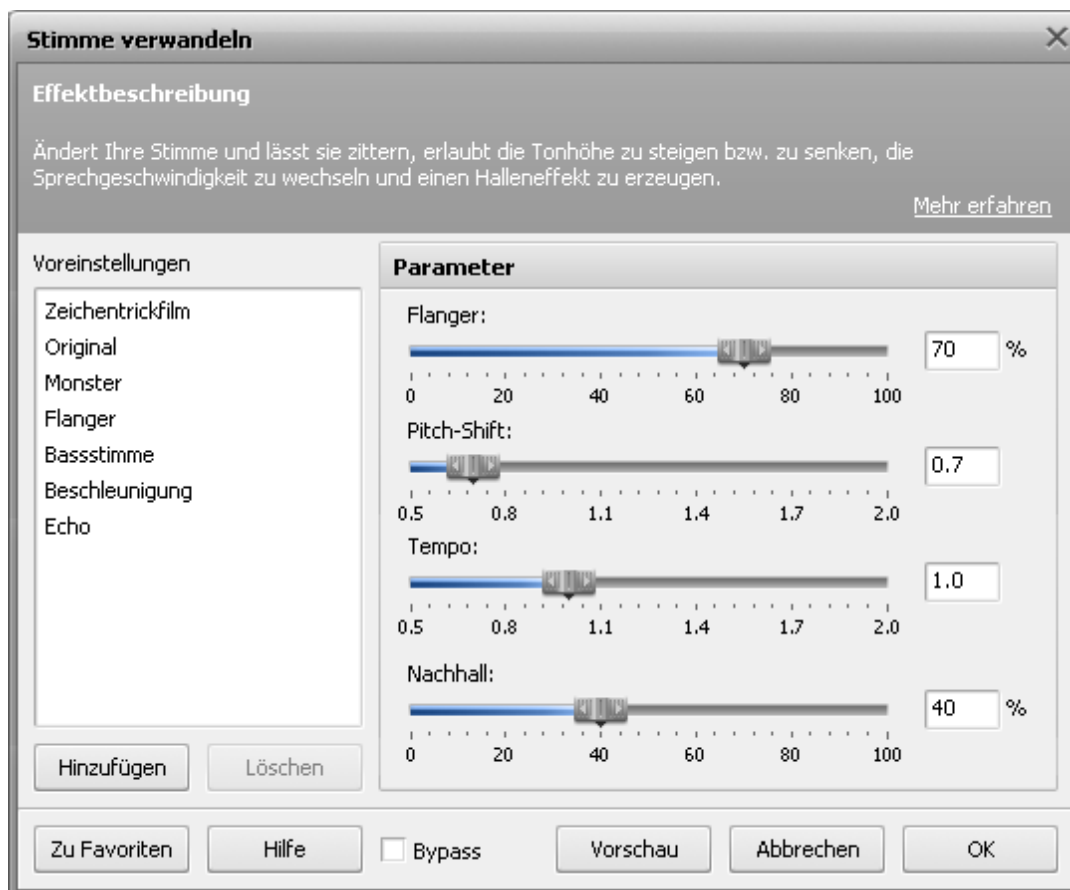 Stimme verwandeln
Effektbeschreibung
Ändert Ihre Stimme und lässt sie zittern, erlaubt die Tonhöhe zu steigen bzw. zu senken, die
Sprechgeschwindigkeit zu wechseln und einen Halleneffekt zu erzeugen.
Mehr erfahren
Voreinstellungen
Zeichentrickfilm
Original
Monster
Flanger
Bassstimme
Beschleunigung
Echo
Hinzufügen Löschen
Parameter
Flanger:
70 %
0 20 40 60 80 100
Pitch-Shift:
0.7
0.5 0.8 1.1 1.4 1.7 2.0
Tempo:
1.0
0.5 0.8 1.1 1.4 1.7 2.0
Nachhall:
40 %
0 20 40 60 80 100
Zu Favoriten Hilfe Bypass Vorschau Abbrechen OK